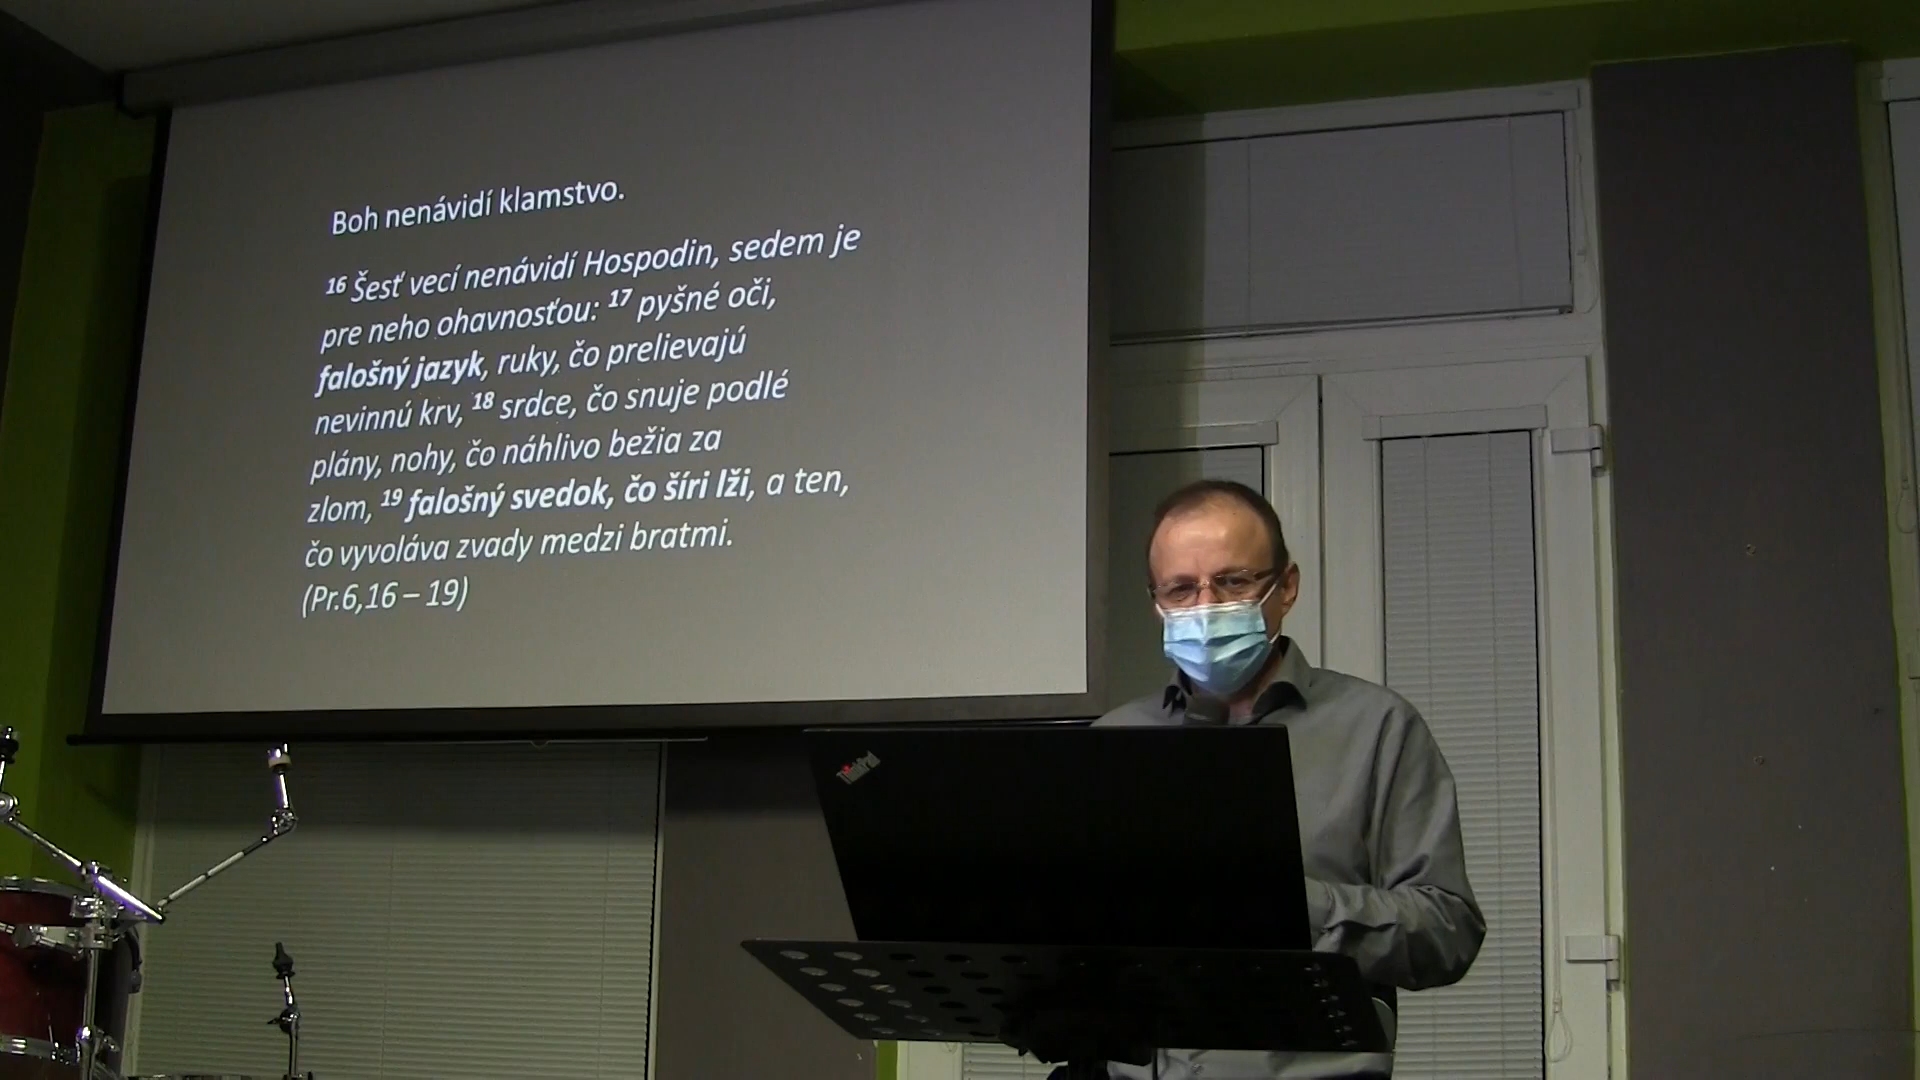 Boh nenávidí klamstvo.
16 Šesť vecí nenávidí Hospodin, sedem je
pre neho ohavnosťou: 17 pyšné oči,
falošný jazyk, ruky, čo prelievajú
nevinnú krv, 18 srdce, čo snuje podlé
plány, nohy, čo náhlivo bežia za
zlom, 19 falošný svedok, čo šíri lži, a ten,
čo vyvoláva zvady medzi bratmi.
(Pr.6,16 – 19)
ThinkPad